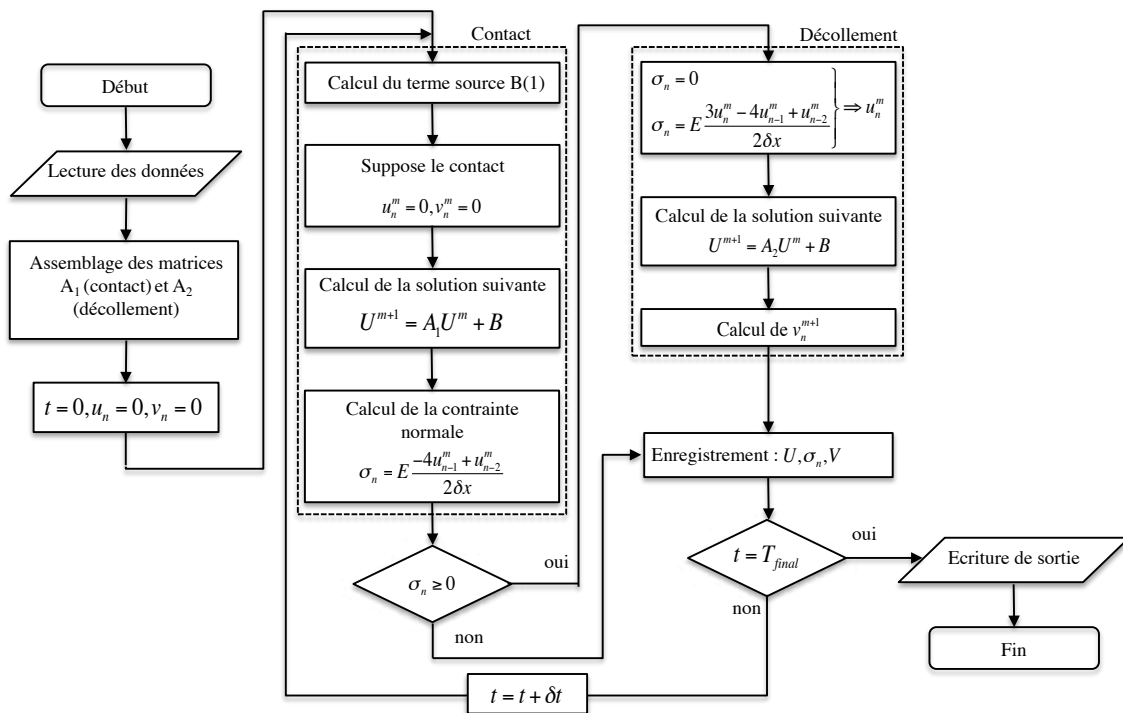 Début
Lecture des données
Assemblage des matrices
A₁ (contact) et A₂
(décollement)
t = 0, uₙ = 0, vₙ = 0
Contact
Calcul du terme source B(1)
Suppose le contact
uₙᵐ = 0, vₙᵐ = 0
Calcul de la solution suivante
Uᵐ⁺¹ = A₁Uᵐ + B
Calcul de la contrainte
normale
σₙ = E (−4uₙ₋₁ᵐ + uₙ₋₂ᵐ) / 2δx
σₙ ≥ 0
oui
non
Décollement
σₙ = 0
σₙ = E (3uₙᵐ − 4uₙ₋₁ᵐ + uₙ₋₂ᵐ) / 2δx } ⇒ uₙᵐ
Calcul de la solution suivante
Uᵐ⁺¹ = A₂Uᵐ + B
Calcul de vₙᵐ⁺¹
Enregistrement : U, σₙ, V
t = T_final
oui
non
t = t + δt
Ecriture de sortie
Fin